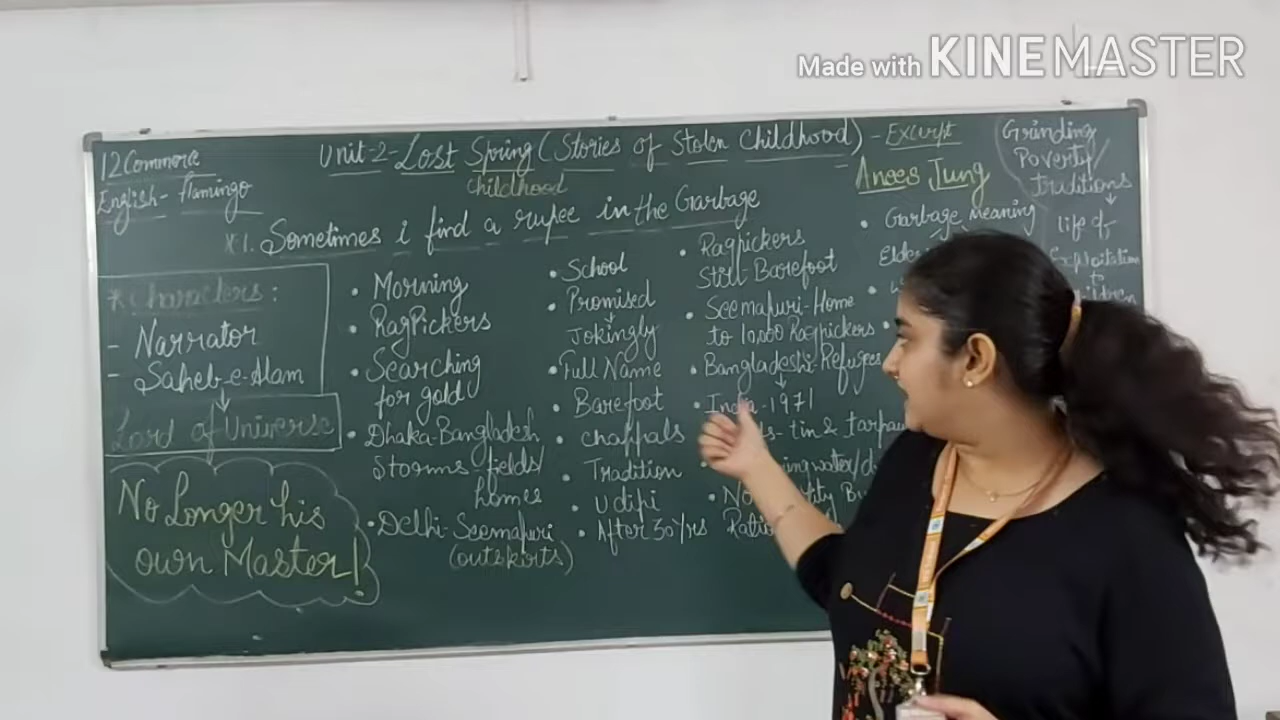 Made with KINEMASTER
12 Commerce
English - Flamingo
Unit-2-Lost Spring (Stories of Stolen Childhood) - Excerpt
Childhood
Anees Jung
Grinding
Poverty/
Traditions
Life of
Exploitation
to
*1. Sometimes i find a rupee in the Garbage
* Characters:
- Narrator
- Saheb-e-Alam
Lord of Universe
No Longer his
own Master!
• Morning
• RagPickers
• Searching
for gold
• Dhaka-Bangladesh
Storms-fields/
homes
• Delhi-Seemapuri
(outskirts)
• School
• Promised
Jokingly
• Full Name
• Barefoot
• chappals
• Tradition
• Udipi
• After 30 Yrs
• Ragpickers
Still-Barefoot
• Seemapuri-Home
to 10,000 Ragpickers
• Bangladeshi-Refugees
• India-1971
tin &
• Garbage meaning